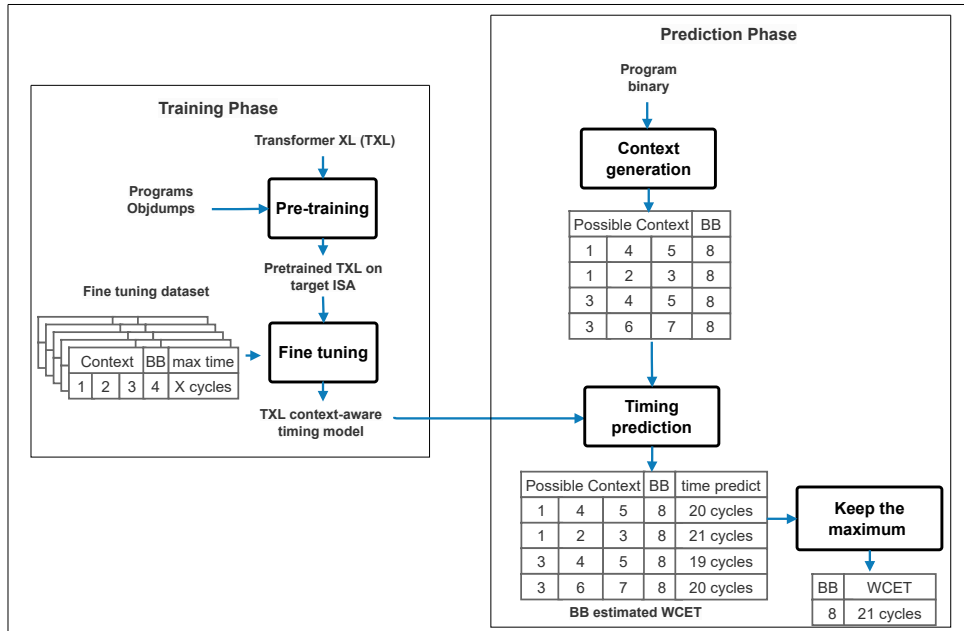 Training Phase
Transformer XL (TXL)
Programs
Objdumps
Pre-training
Pretrained TXL on
target ISA
Fine tuning dataset
Context BB max time
1 2 3 4 X cycles
Fine tuning
TXL context-aware
timing model
Prediction Phase
Program
binary
Context
generation
Possible Context BB
1 4 5 8
1 2 3 8
3 4 5 8
3 6 7 8
Timing
prediction
Possible Context BB time predict
1 4 5 8 20 cycles
1 2 3 8 21 cycles
3 4 5 8 19 cycles
3 6 7 8 20 cycles
BB estimated WCET
Keep the
maximum
BB WCET
8 21 cycles